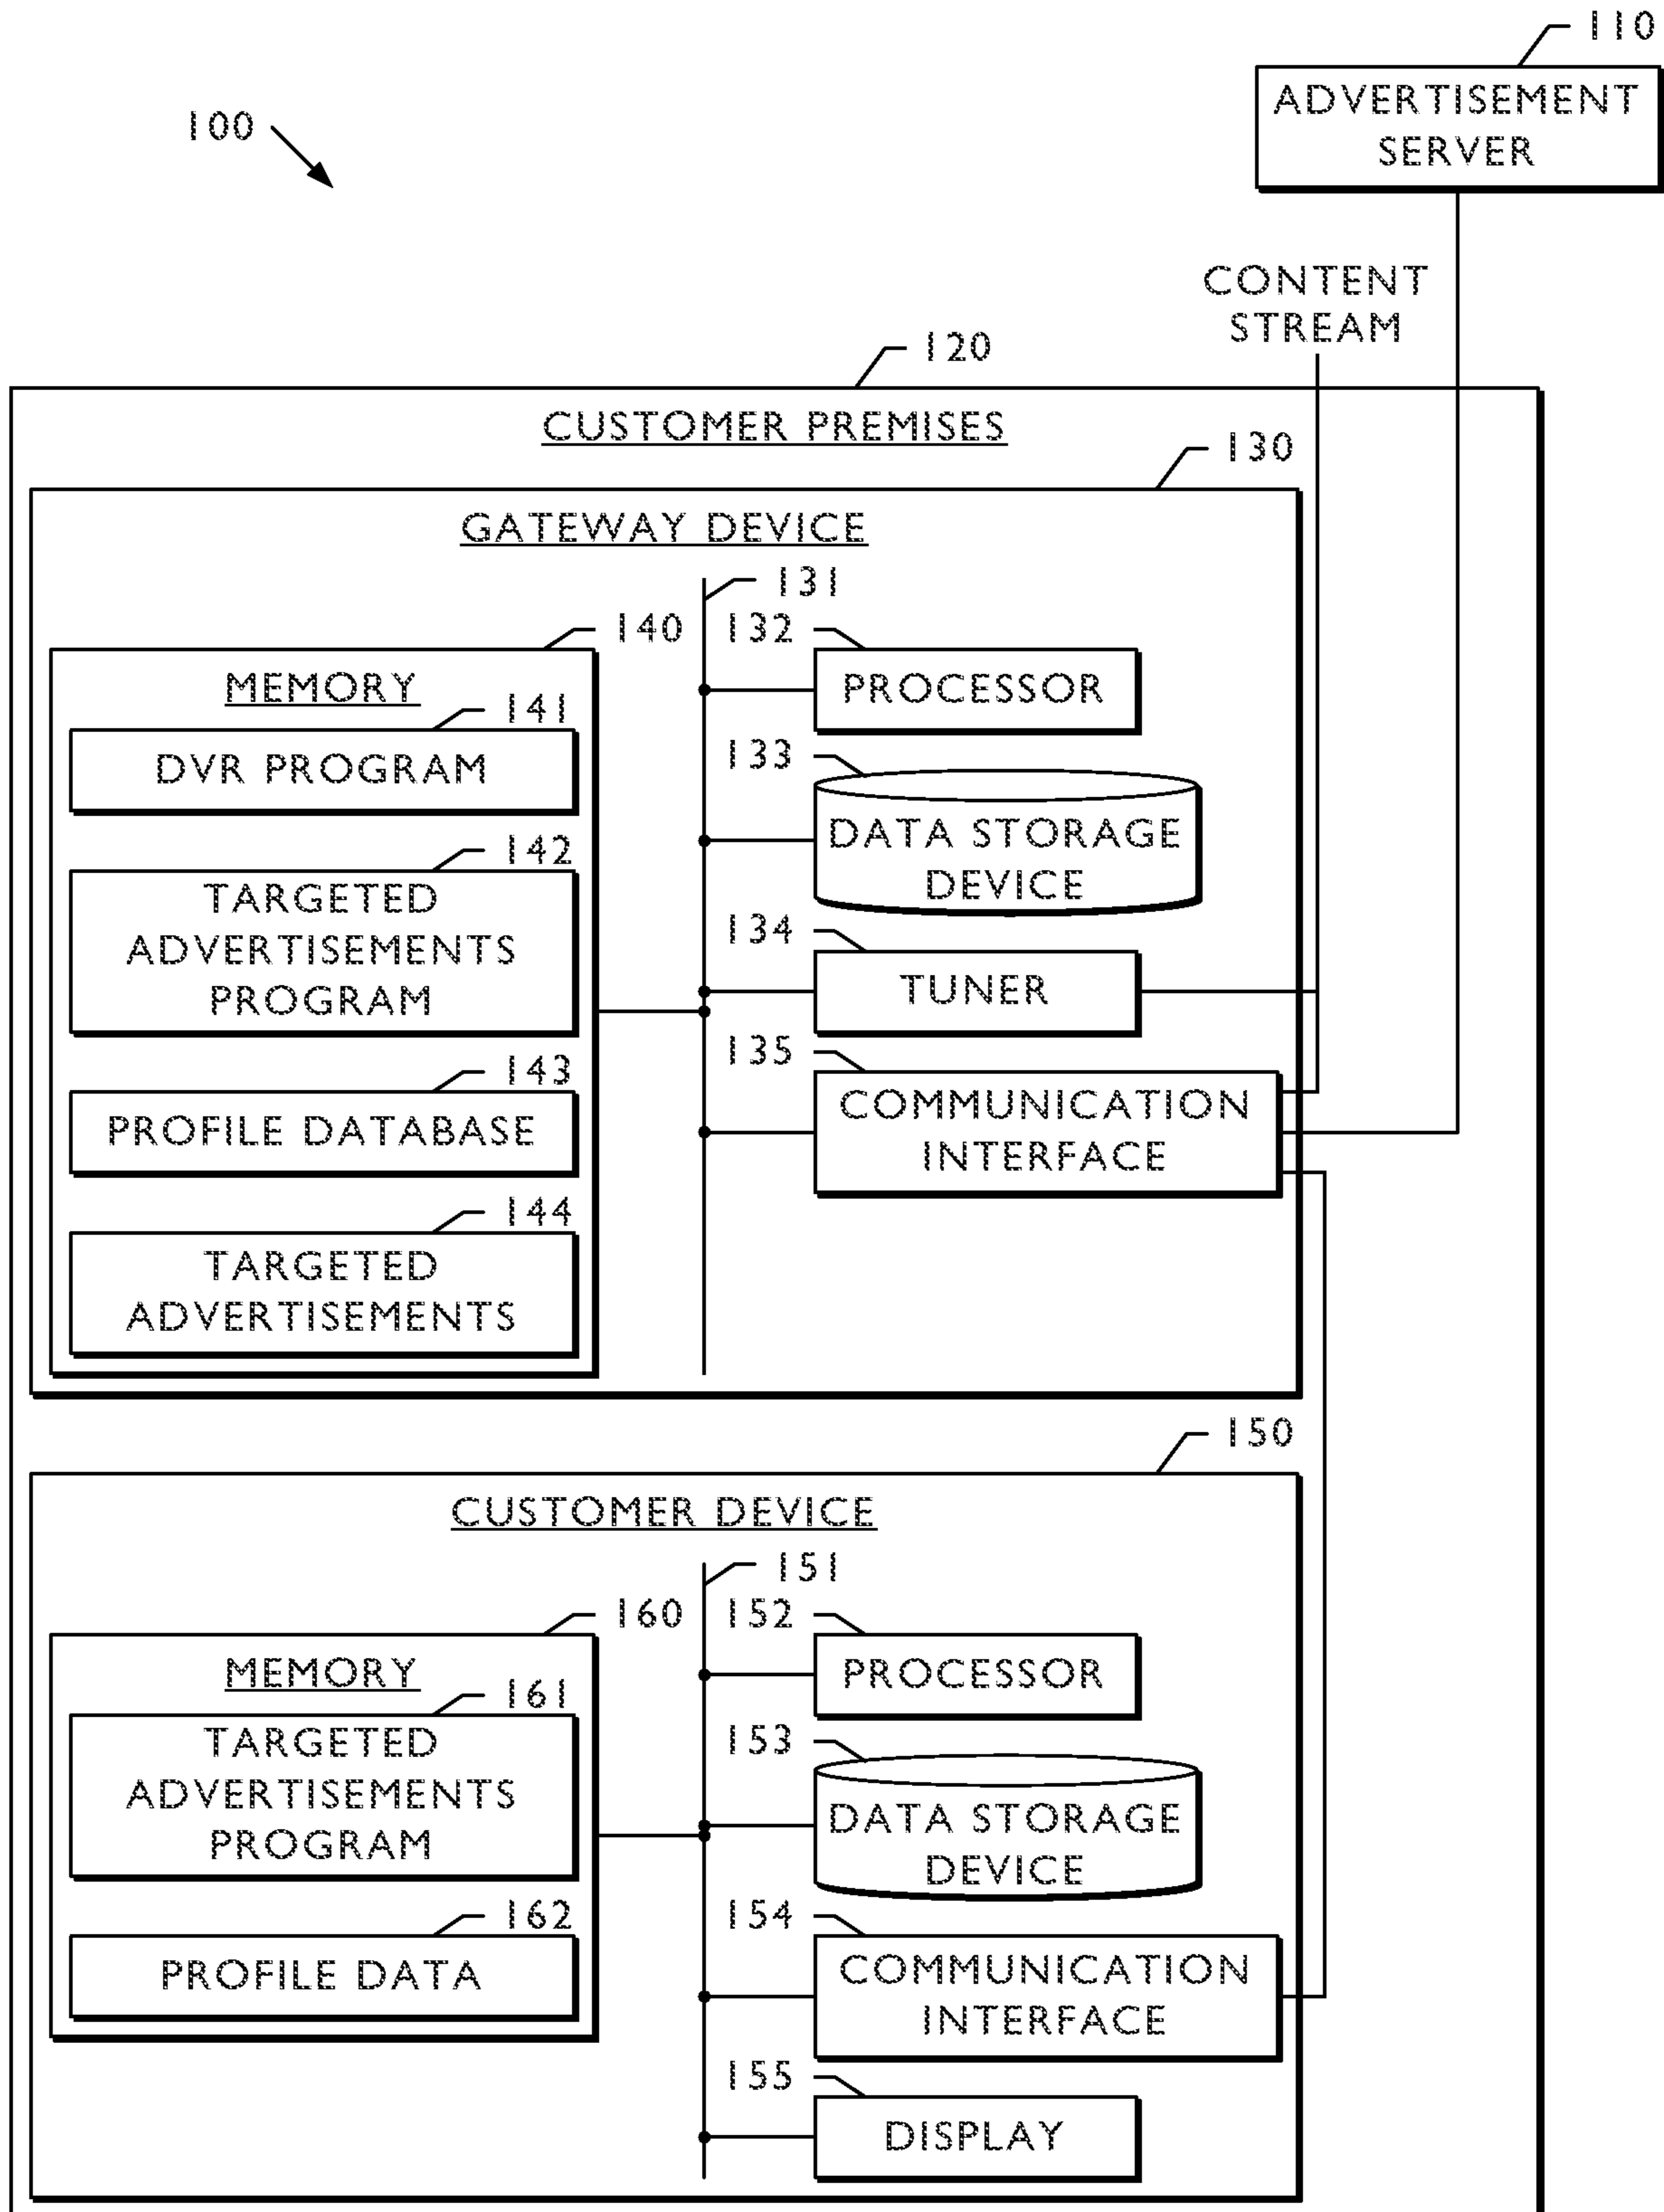 110
ADVERTISEMENT
SERVER
100
CONTENT
STREAM
120
CUSTOMER PREMISES
130
GATEWAY DEVICE
131
140
132
MEMORY
PROCESSOR
141
DVR PROGRAM
133
DATA STORAGE
DEVICE
142
TARGETED
ADVERTISEMENTS
PROGRAM
134
TUNER
135
COMMUNICATION
INTERFACE
143
PROFILE DATABASE
144
TARGETED
ADVERTISEMENTS
150
CUSTOMER DEVICE
151
160
152
MEMORY
PROCESSOR
161
TARGETED
ADVERTISEMENTS
PROGRAM
153
DATA STORAGE
DEVICE
162
PROFILE DATA
154
COMMUNICATION
INTERFACE
155
DISPLAY